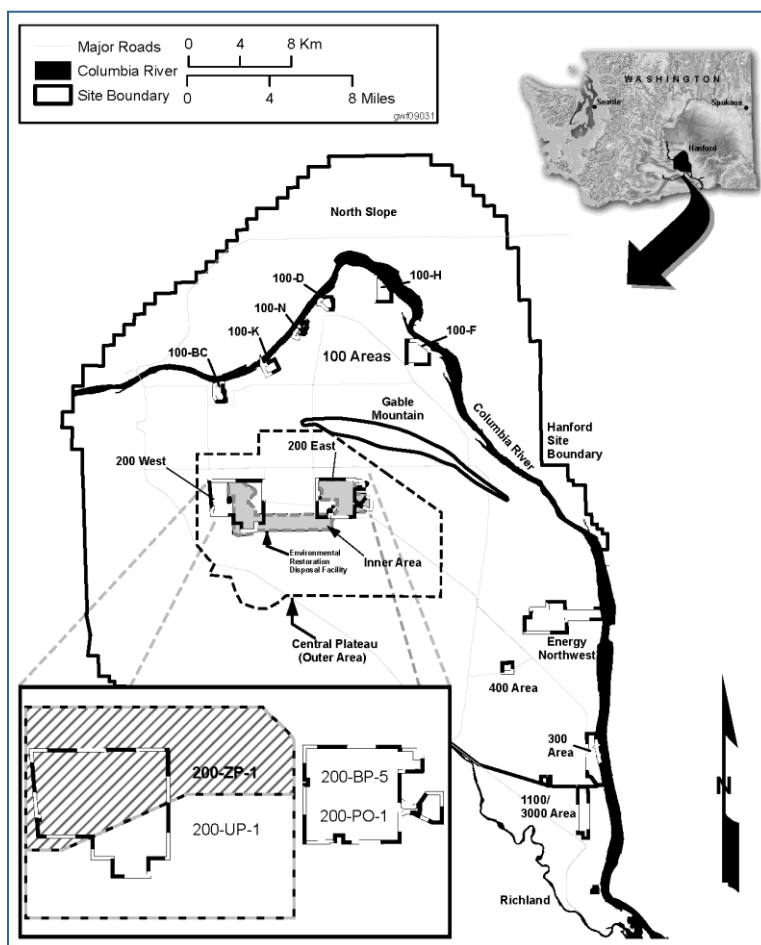 Major Roads
0 4 8 Km
Columbia River
0 4 8 Miles
Site Boundary
gwf09031
WASHINGTON
Seattle
Spokane
Hanford
North Slope
100-D
100-H
100-N
100-K
100-F
100-BC
100 Areas
Gable
Mountain
Columbia River
Hanford
Site
Boundary
200 East
200 West
Environmental
Restoration
Disposal Facility
Inner Area
Central Plateau
(Outer Area)
Energy
Northwest
400 Area
300
Area
1100/
3000 Area
Richland
200-ZP-1
200-UP-1
200-BP-5
200-PO-1
N